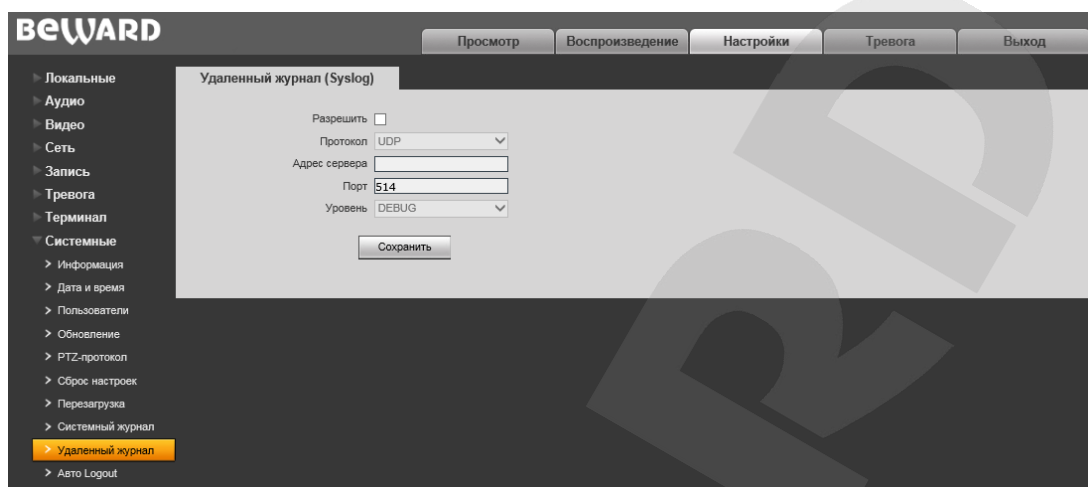 BEWARD
Просмотр Воспроизведение Настройки Тревога Выход
Локальные
Аудио
Видео
Сеть
Запись
Тревога
Терминал
Системные
Информация
Дата и время
Пользователи
Обновление
PTZ-протокол
Сброс настроек
Перезагрузка
Системный журнал
Удаленный журнал
Авто Logout
Удаленный журнал (Syslog)
Разрешить
Протокол UDP
Адрес сервера
Порт 514
Уровень DEBUG
Сохранить
RD